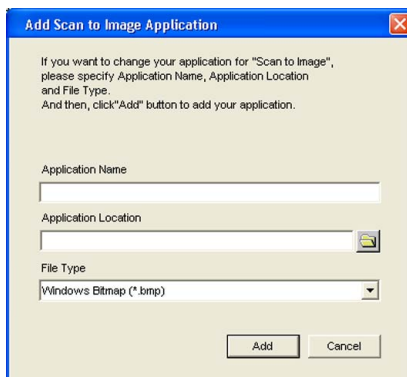 Add Scan to Image Application
If you want to change your application for "Scan to Image",
please specify Application Name, Application Location
and File Type.
And then, click"Add" button to add your application.
Application Name
Application Location
File Type
Windows Bitmap (*.bmp)
Add Cancel